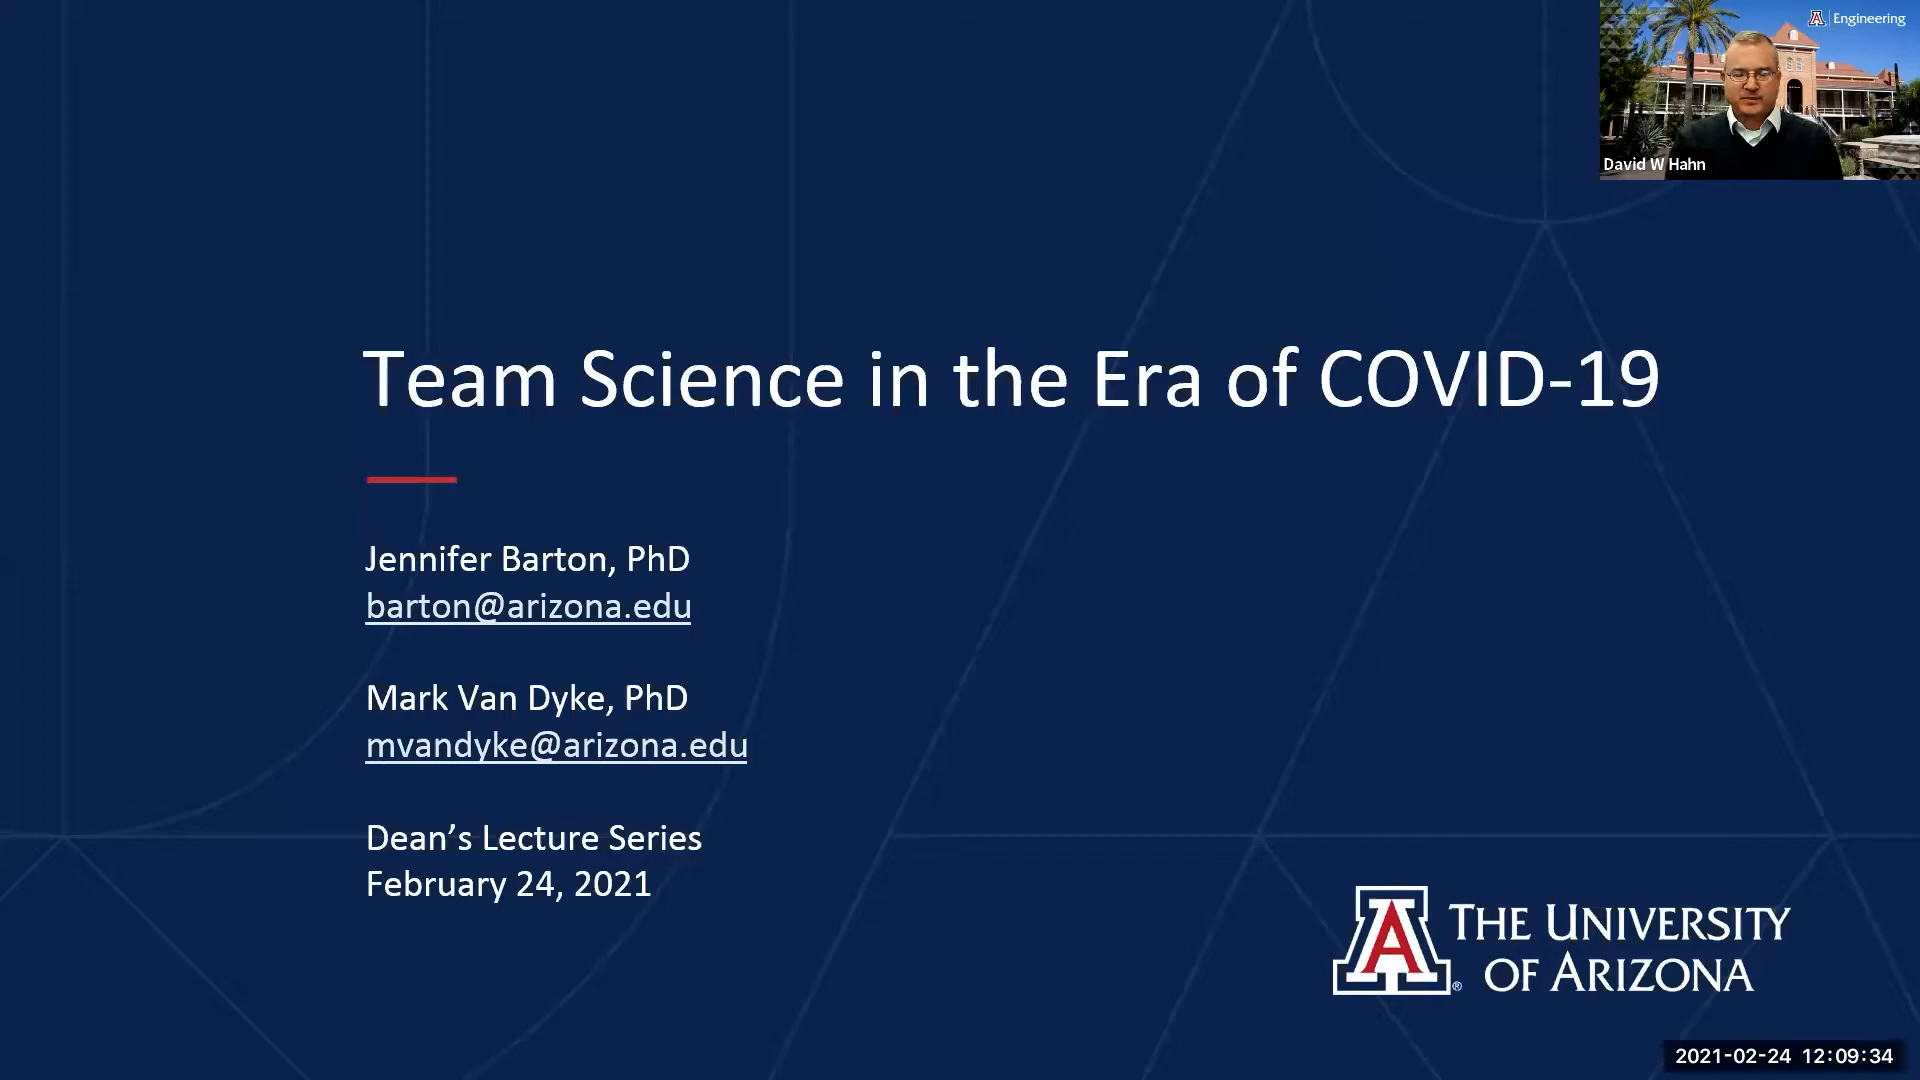 Engineering
David W Hahn
Team Science in the Era of COVID-19
Jennifer Barton, PhD
barton@arizona.edu
Mark Van Dyke, PhD
mvandyke@arizona.edu
Dean’s Lecture Series
February 24, 2021
A
THE UNIVERSITY
OF ARIZONA
®
2021-02-24 12:09:34